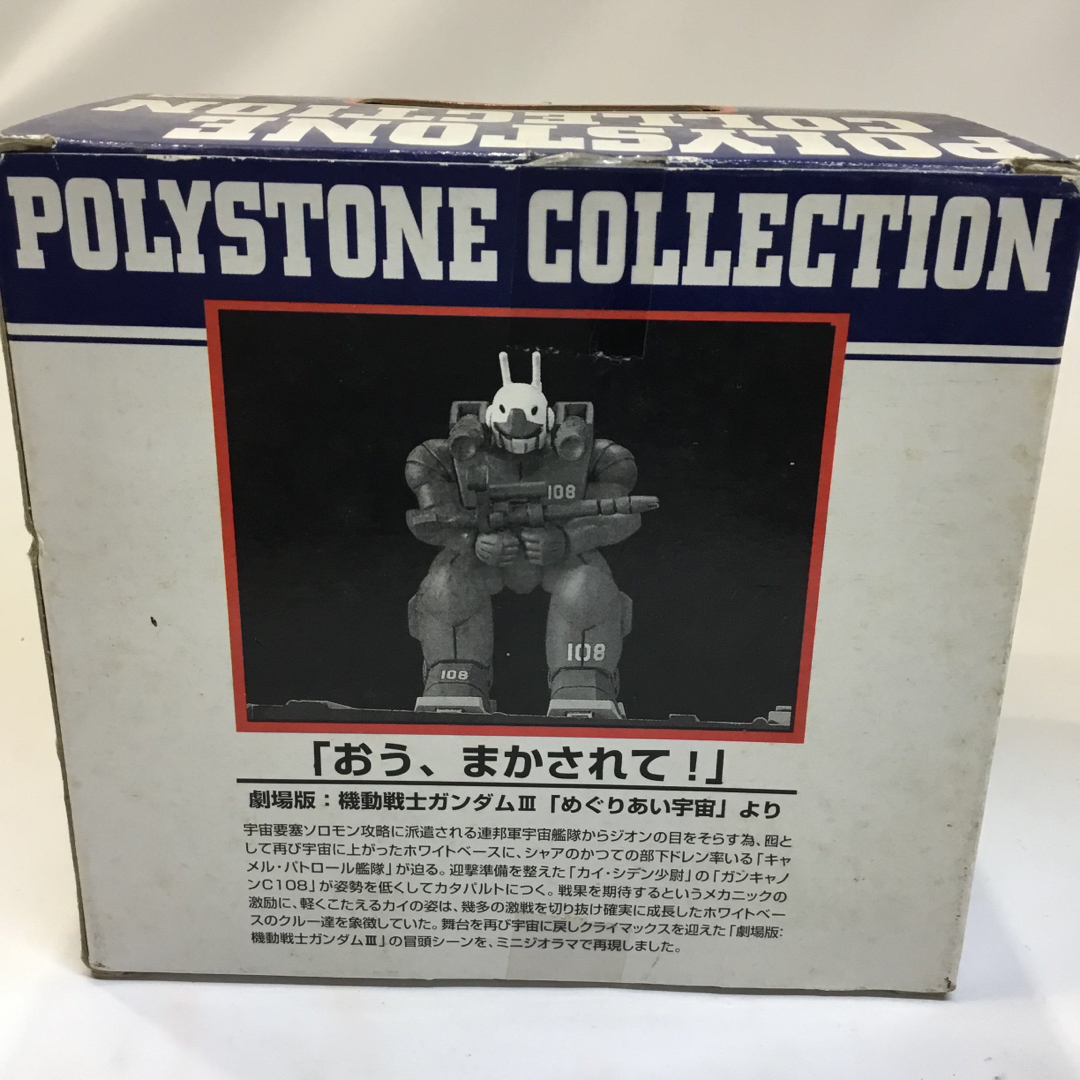 POLYSTONE
COLLECTION
POLYSTONE COLLECTION
108
108
108
「おう、まかされて!」
劇場版:機動戦士ガンダムⅢ「めぐりあい宇宙」より
宇宙要塞ソロモン攻略に派遣される連邦軍宇宙艦隊からジオンの目をそらす為、囮と
して再び宇宙に上がったホワイトベースに、シャアのかつての部下ドレン率いる「キャ
メル・パトロール艦隊」が迫る。迎撃準備を整えた「カイ・シデン少尉」の「ガンキャノ
ンC108」が姿勢を低くしてカタパルトにつく。戦果を期待するというメカニックの
激励に、軽くこたえるカイの姿は、幾多の激戦を切り抜け確実に成長したホワイトベー
スのクルー達を象徴していた。舞台を再び宇宙に戻しクライマックスを迎えた「劇場版:
機動戦士ガンダムⅢ」の冒頭シーンを、ミニジオラマで再現しました。